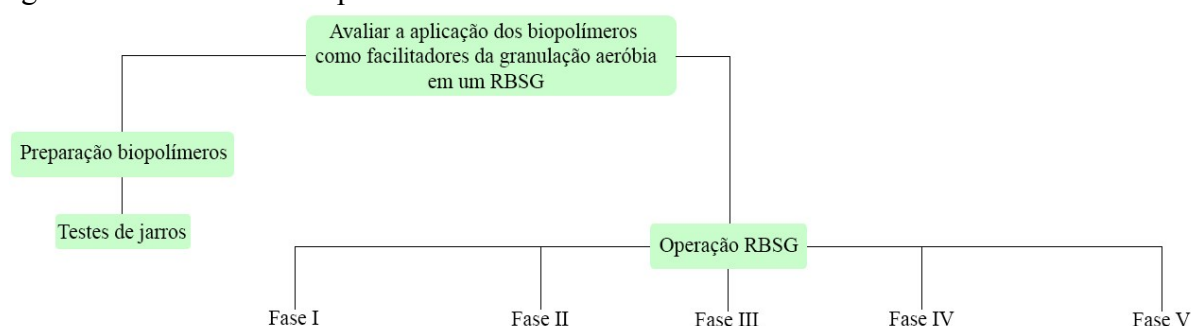 Avaliar a aplicação dos biopolímeros
como facilitadores da granulação aeróbia
em um RBSG
Preparação biopolímeros
Testes de jarros
Operação RBSG
Fase I
Fase II
Fase III
Fase IV
Fase V